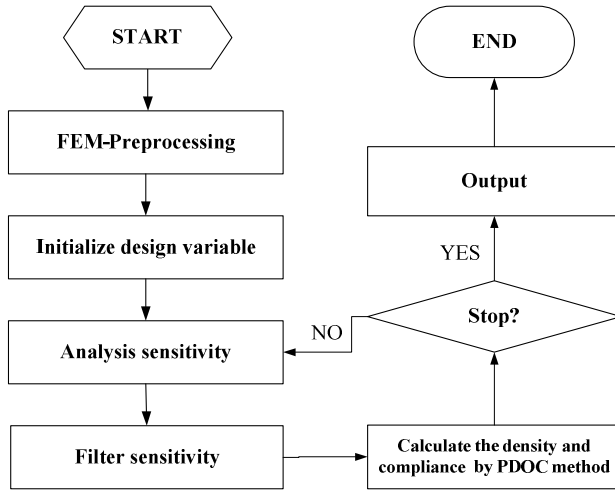 START
FEM-Preprocessing
Initialize design variable
Analysis sensitivity
Filter sensitivity
Calculate the density and
compliance by PDOC method
Stop?
NO
YES
Output
END